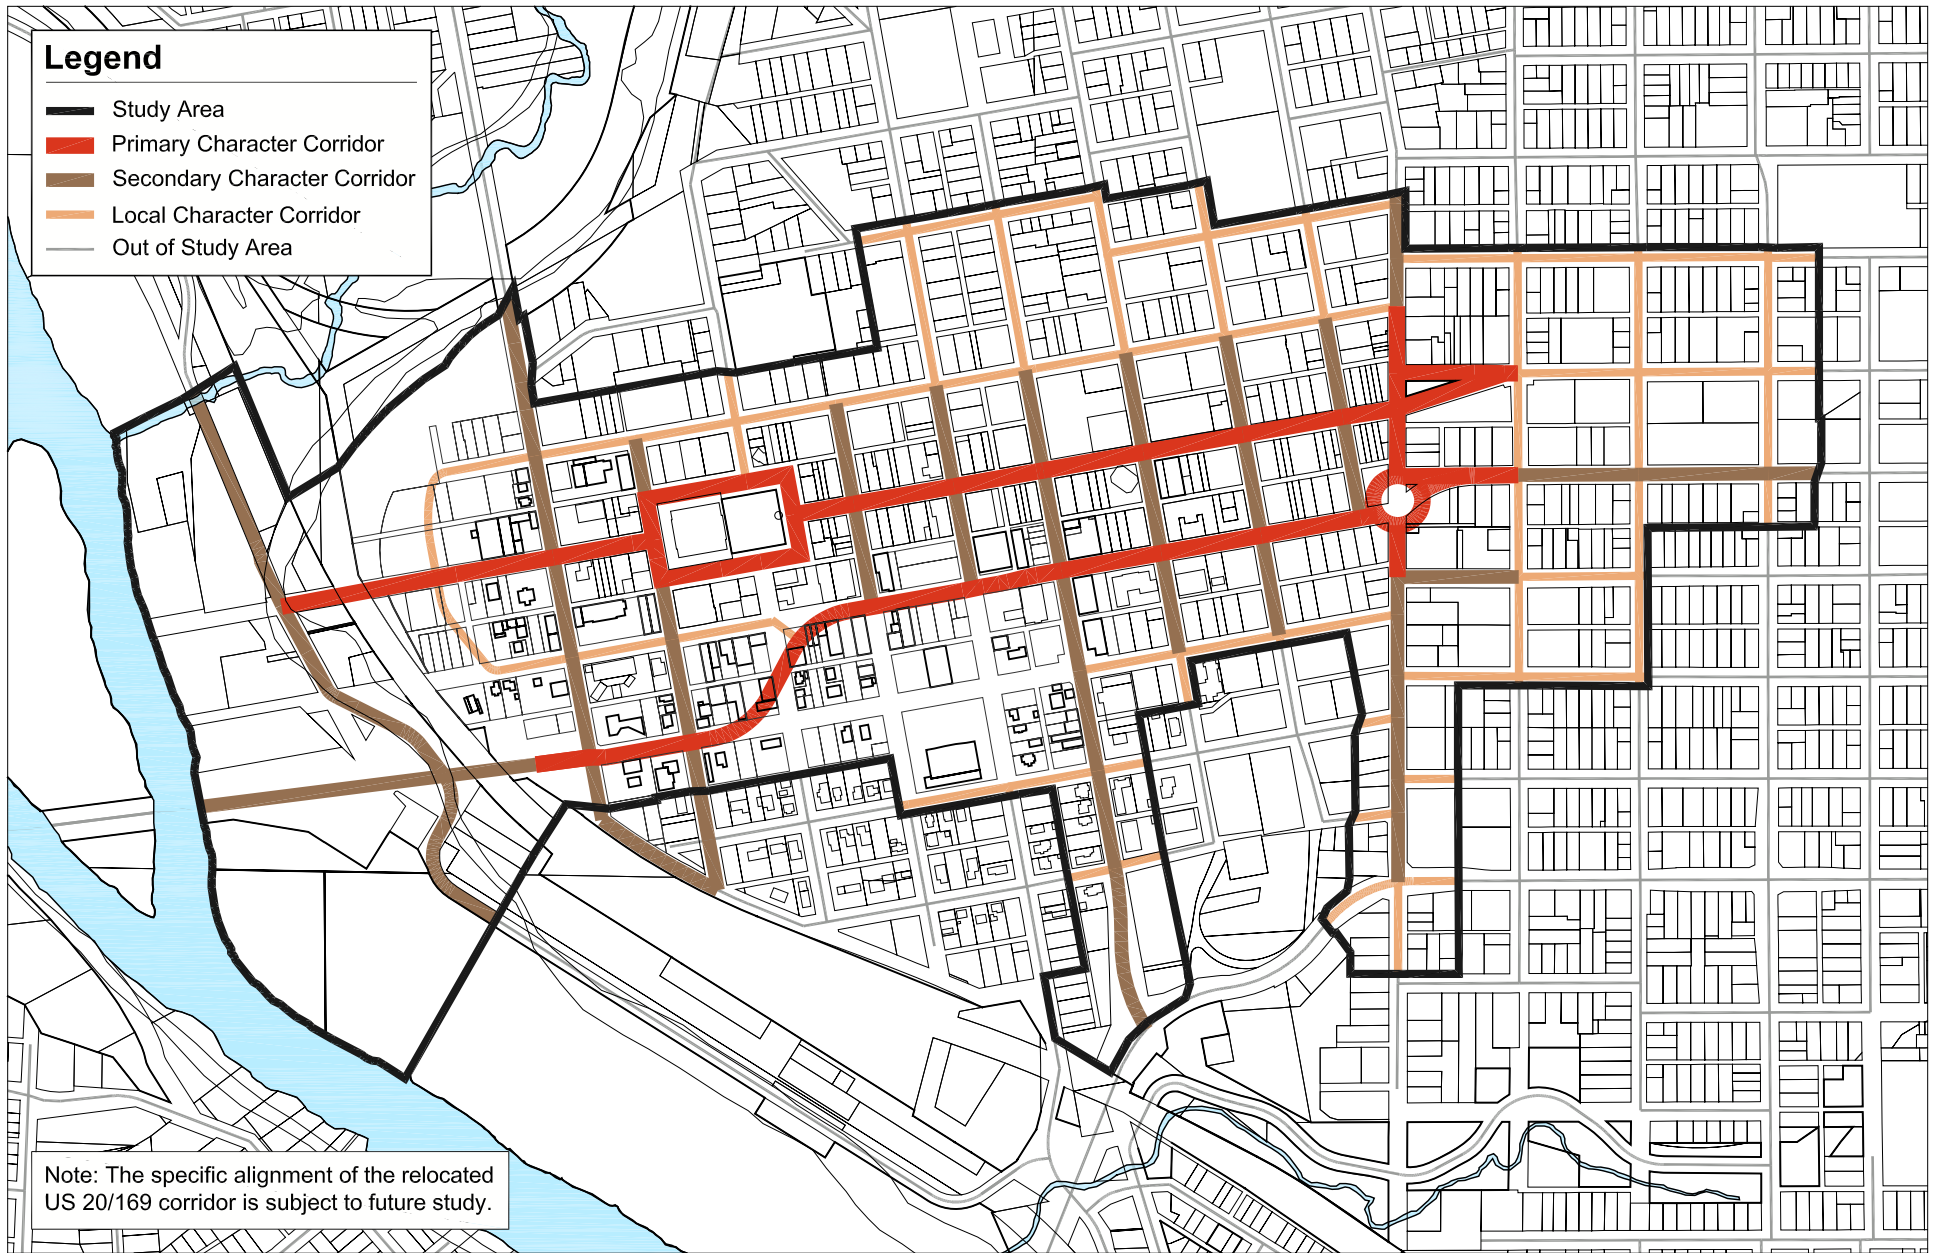 Legend
Study Area
Primary Character Corridor
Secondary Character Corridor
Local Character Corridor
Out of Study Area
Note: The specific alignment of the relocated
US 20/169 corridor is subject to future study.